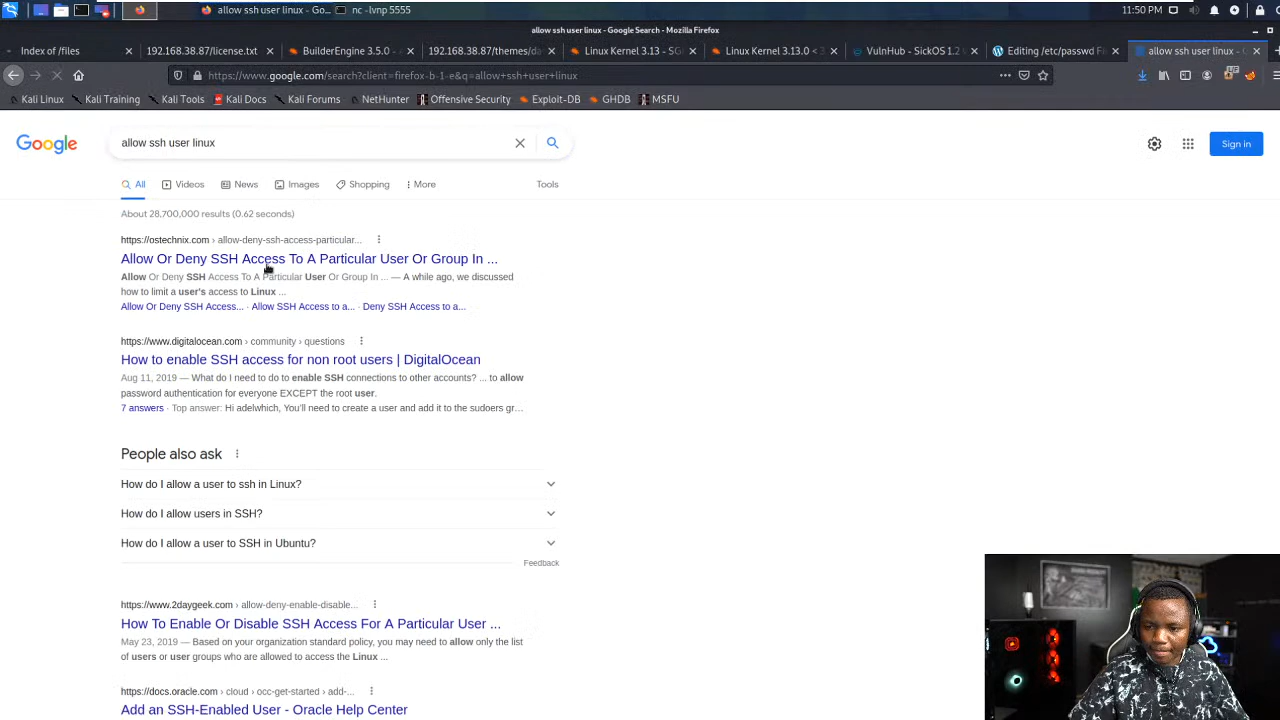 nc -lvnp 5555
11:50 PM
allow ssh user linux - Google Search - Mozilla Firefox
Index of /files
192.168.38.87/license.txt
BuilderEngine 3.5.0 -
192.168.38.87/themes/da
Linux Kernel 3.13 - SG
Linux Kernel 3.13.0 < 3
VulnHub - SickOS 1.2
Editing /etc/passwd F
allow ssh user linux - G
https://www.google.com/search?client=firefox-b-1-e&q=allow+ssh+user+linux
Kali Linux
Kali Training
Kali Tools
Kali Docs
Kali Forums
NetHunter
Offensive Security
Exploit-DB
GHDB
MSFU
Google
allow ssh user linux
Sign in
All
Videos
News
Images
Shopping
More
Tools
About 28,700,000 results (0.62 seconds)
https://ostechnix.com › allow-deny-ssh-access-particular...
Allow Or Deny SSH Access To A Particular User Or Group In ...
Allow Or Deny SSH Access To A Particular User Or Group In ... — A while ago, we discussed
how to limit a user's access to Linux ...
Allow Or Deny SSH Access... · Allow SSH Access to a... · Deny SSH Access to a...
https://www.digitalocean.com › community › questions
How to enable SSH access for non root users | DigitalOcean
Aug 11, 2019 — What do I need to do to enable SSH connections to other accounts? ... to allow
password authentication for everyone EXCEPT the root user.
7 answers · Top answer: Hi adelwhich, You'll need to create a user and add it to the sudoers gr...
People also ask
How do I allow a user to ssh in Linux?
How do I allow users in SSH?
How do I allow a user to SSH in Ubuntu?
Feedback
https://www.2daygeek.com › allow-deny-enable-disable...
How To Enable Or Disable SSH Access For A Particular User ...
May 23, 2019 — Based on your organization standard policy, you may need to allow only the list
of users or user groups who are allowed to access the Linux ...
https://docs.oracle.com › cloud › occ-get-started › add-...
Add an SSH-Enabled User - Oracle Help Center